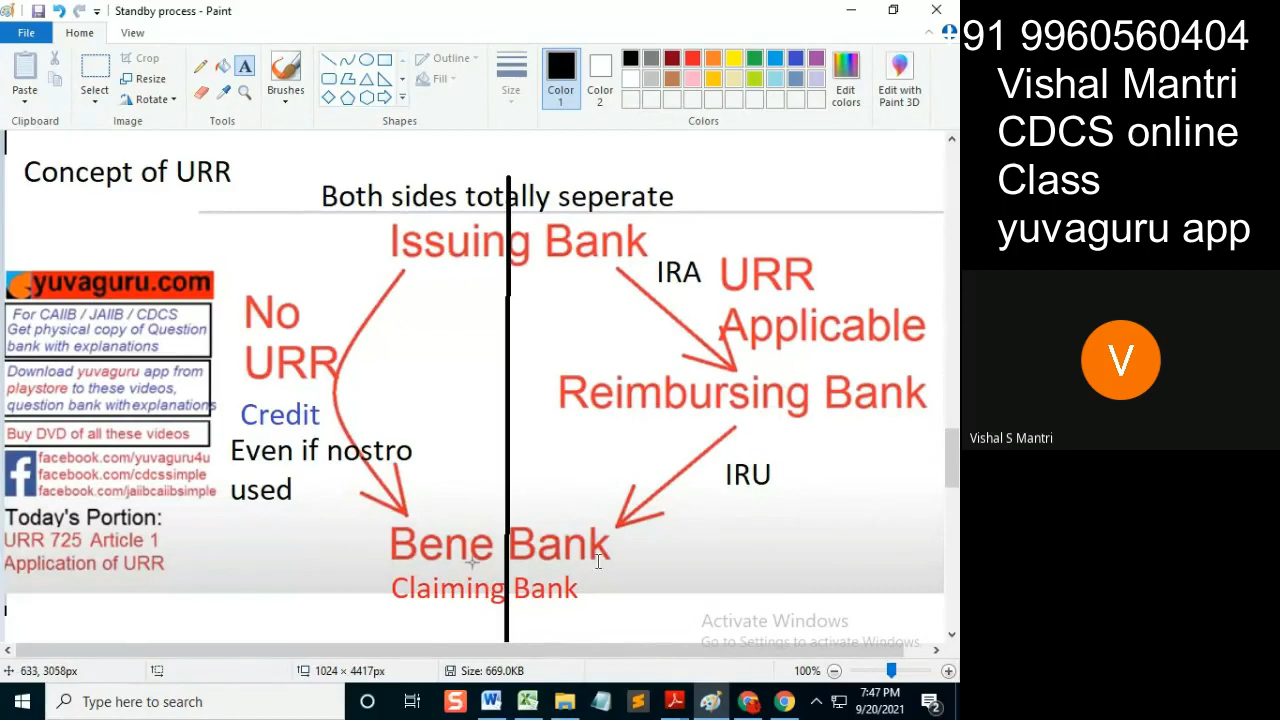 Standby process - Paint
File
Home
View
Paste
Clipboard
Select
Crop
Resize
Rotate
Image
Tools
Brushes
Shapes
Outline
Fill
Size
Color
1
Color
2
Edit
colors
Edit with
Paint 3D
Colors
91 9960560404
Vishal Mantri
CDCS online
Class
yuvaguru app
V
Vishal S Mantri
Concept of URR
Both sides totally seperate
Issuing Bank
IRA
URR
Applicable
No
URR
Reimbursing Bank
Credit
Even if nostro
used
IRU
Bene Bank
Claiming Bank
yuvaguru.com
For CAIIB / JAIIB / CDCS
Get physical copy of Question
bank with explanations
Download yuvaguru app from
playstore to these videos,
question bank with explanations
Buy DVD of all these videos
facebook.com/yuvaguru4u
facebook.com/cdcssimple
facebook.com/jaiibcaiibsimple
Today's Portion:
URR 725 Article 1
Application of URR
Activate Windows
Go to Settings to activate Windows.
633, 3058px
1024 × 4417px
Size: 669.0KB
100%
Type here to search
7:47 PM
9/20/2021
2